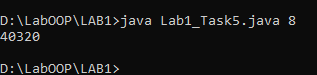 D:\LabOOP\LAB1>java Lab1_Task5.java 8
40320
D:\LabOOP\LAB1>